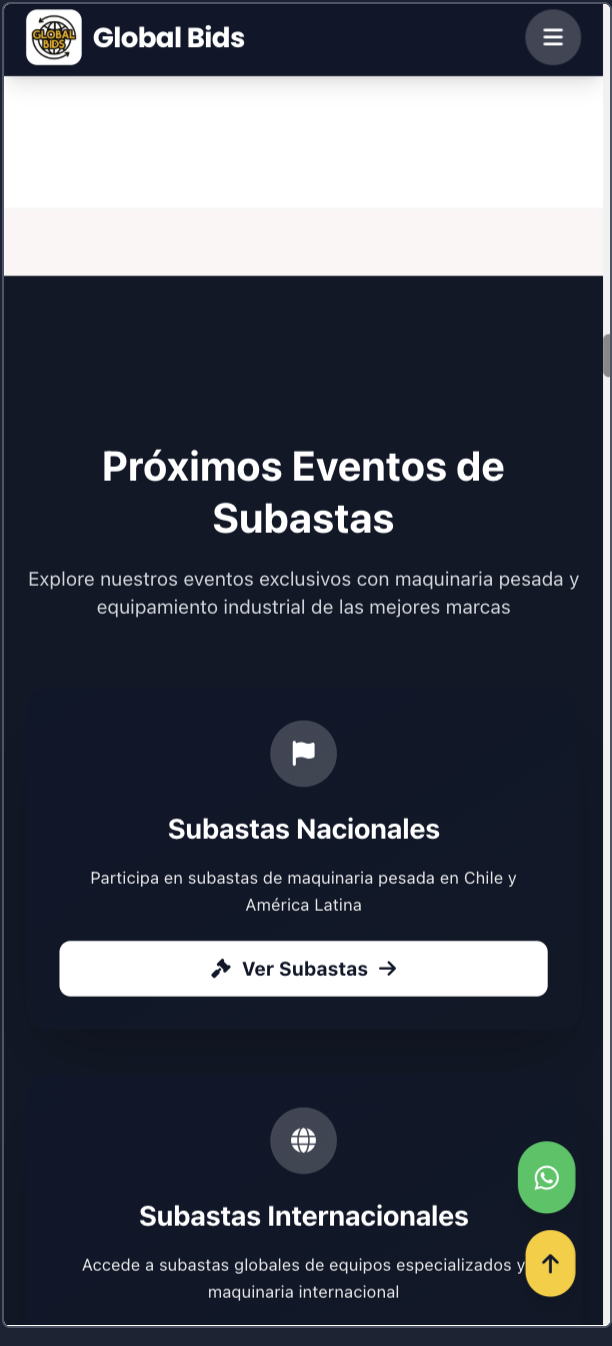 GLOBAL
BIDS
Global Bids
Próximos Eventos de
Subastas
Explore nuestros eventos exclusivos con maquinaria pesada y
equipamiento industrial de las mejores marcas
Subastas Nacionales
Participa en subastas de maquinaria pesada en Chile y
América Latina
Ver Subastas
Subastas Internacionales
Accede a subastas globales de equipos especializados y
maquinaria internacional